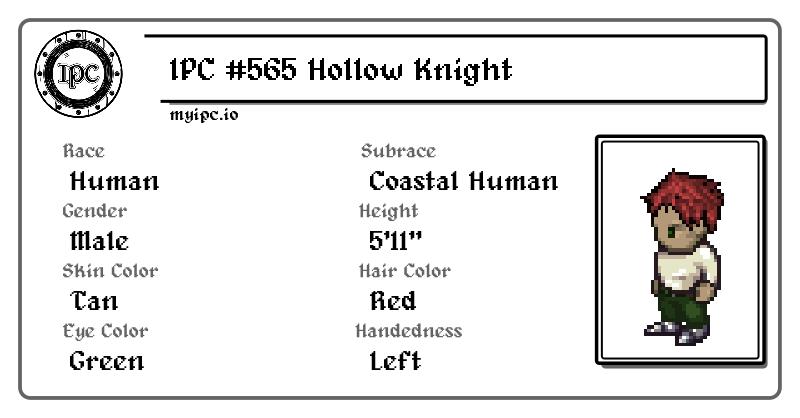 IPC
IPC #565 Hollow Knight
myipc.io
Race
Human
Subrace
Coastal Human
Gender
Male
Height
5'11"
Skin Color
Tan
Hair Color
Red
Eye Color
Green
Handedness
Left